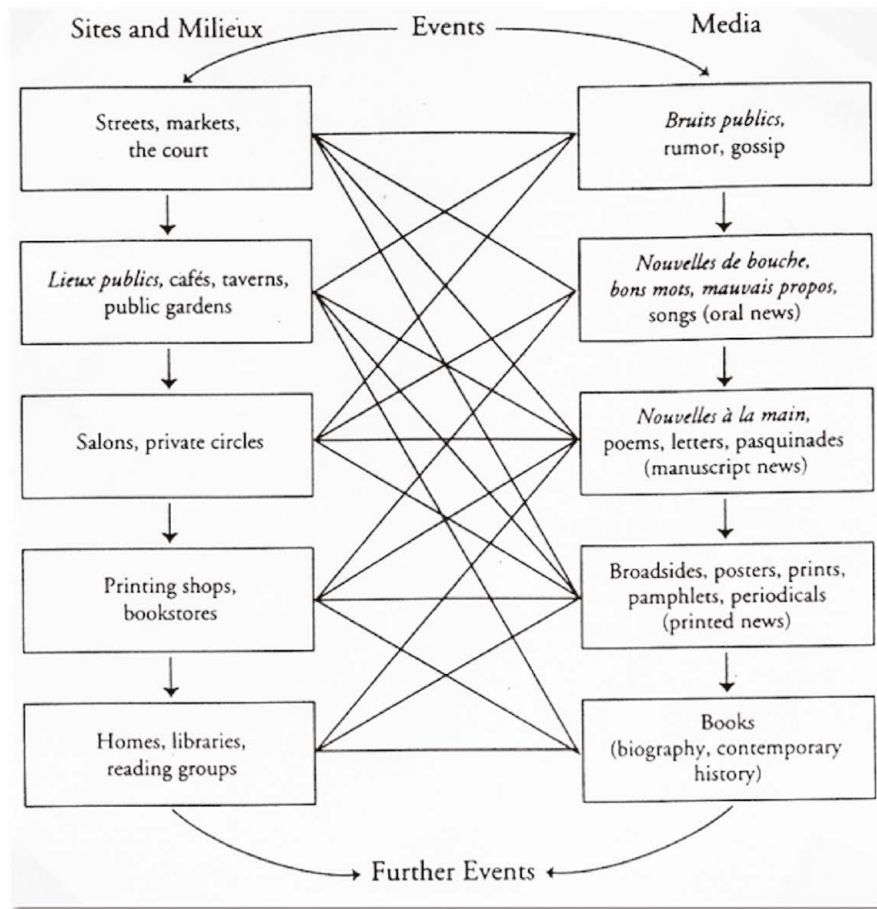 Sites and Milieux
Events
Media
Streets, markets,
the court
Bruits publics,
rumor, gossip
Lieux publics, cafés, taverns,
public gardens
Nouvelles de bouche,
bons mots, mauvais propos,
songs (oral news)
Salons, private circles
Nouvelles à la main,
poems, letters, pasquinades
(manuscript news)
Printing shops,
bookstores
Broadsides, posters, prints,
pamphlets, periodicals
(printed news)
Homes, libraries,
reading groups
Books
(biography, contemporary
history)
Further Events